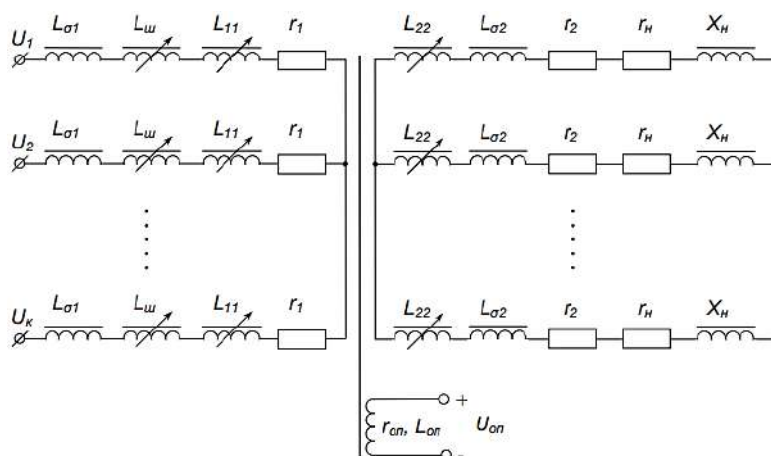 Lσ1 Lш L11 r1 L22 Lσ2 r2 rн Xн
U1
L22 Lσ2 r2 rн Xн
Lσ1 Lш L11 r1
U2
Lσ1 Lш L11 r1 L22 Lσ2 r2 rн Xн
Uк
+
rоп, Lоп Uоп
-